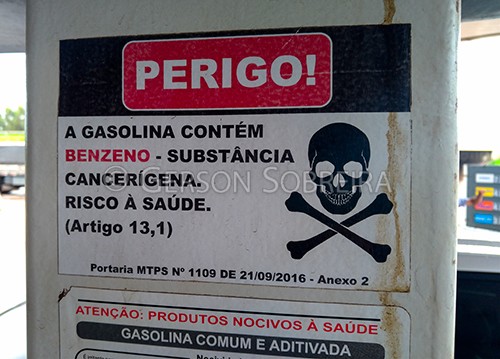 PERIGO!
A GASOLINA CONTÉM
BENZENO - SUBSTÂNCIA
CANCERÍGENA.
© GERSON SOBREIRA
RISCO À SAÚDE.
(Artigo 13,1)
Portaria MTPS Nº 1109 DE 21/09/2016 - Anexo 2
ATENÇÃO: PRODUTOS NOCIVOS À SAÚDE
GASOLINA COMUM E ADITIVADA